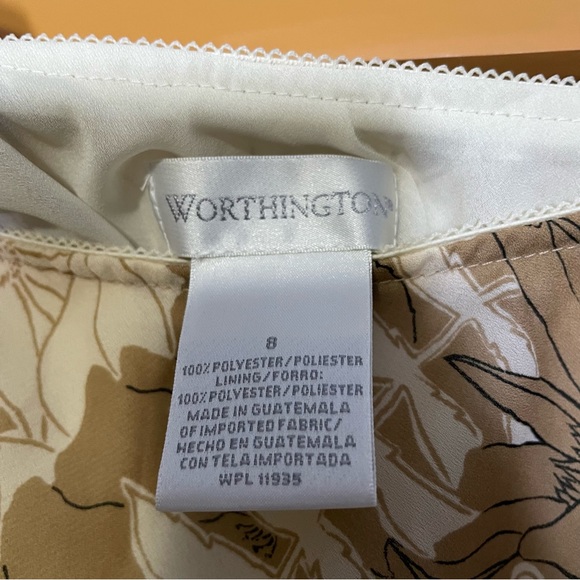 WORTHINGTON®
8
100% POLYESTER/POLIESTER
LINING/FORRO:
100% POLYESTER/POLIESTER
MADE IN GUATEMALA
OF IMPORTED FABRIC/
HECHO EN GUATEMALA
CON TELA IMPORTADA
WPL 11935